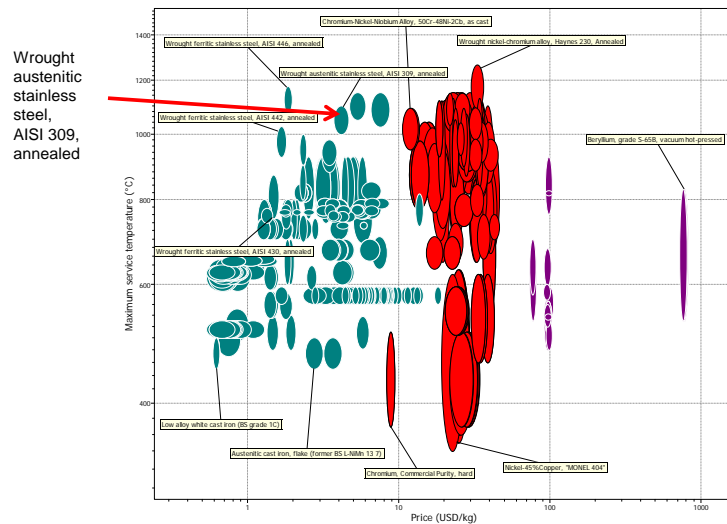 Chromium-Nickel-Niobium Alloy, 50Cr-48Ni-2Cb, as cast
Wrought ferritic stainless steel, AISI 446, annealed
Wrought nickel-chromium alloy, Haynes 230, Annealed
Wrought
austenitic
stainless
steel,
AISI 309,
annealed
Wrought austenitic stainless steel, AISI 309, annealed
Wrought ferritic stainless steel, AISI 442, annealed
Beryllium, grade S-65B, vacuum hot-pressed
Wrought ferritic stainless steel, AISI 430, annealed
Low alloy white cast iron (BS grade 1C)
Austenitic cast iron, flake (former BS L-NiMn 13 7)
Chromium, Commercial Purity, hard
Nickel-45%Copper, "MONEL 404"
Maximum service temperature (°C)
1400
1200
1000
800
600
400
1
10
100
1000
Price (USD/kg)